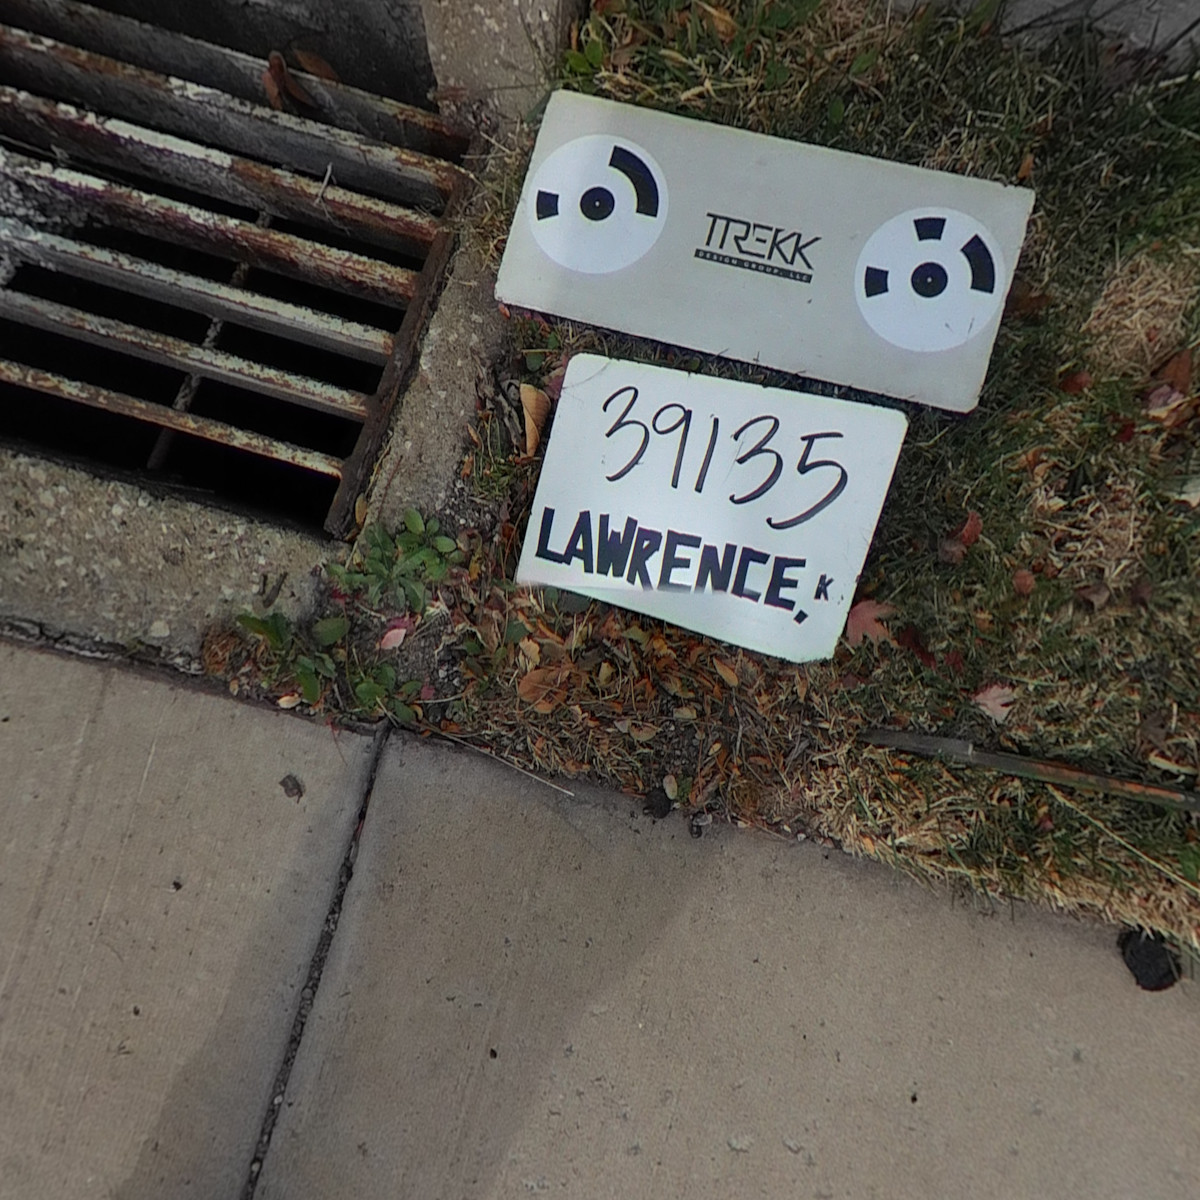 TREKK
DESIGN GROUP, LLC
39135
LAWRENCE, K